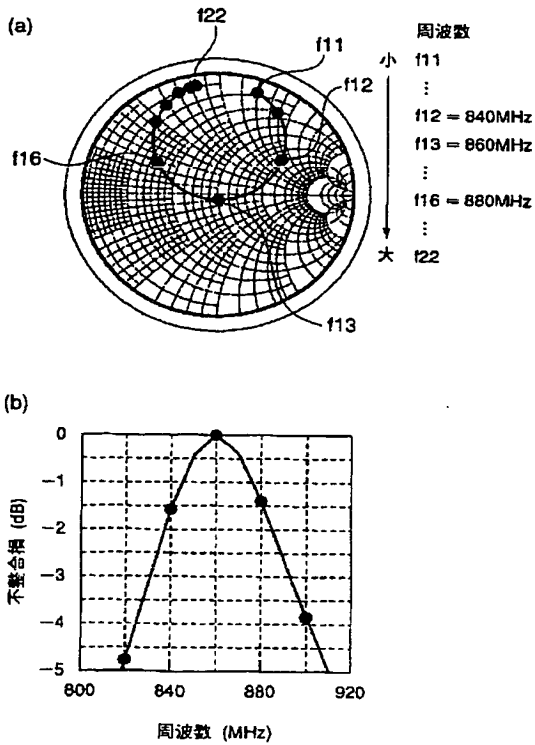 (a)
f22
f11
f12
f16
f13
周波数
小 f11
⋮
f12 = 840MHz
f13 = 860MHz
⋮
f16 = 880MHz
⋮
大 f22
(b)
不整合損 (dB)
0
-1
-2
-3
-4
-5
800 840 880 920
周波数 (MHz)